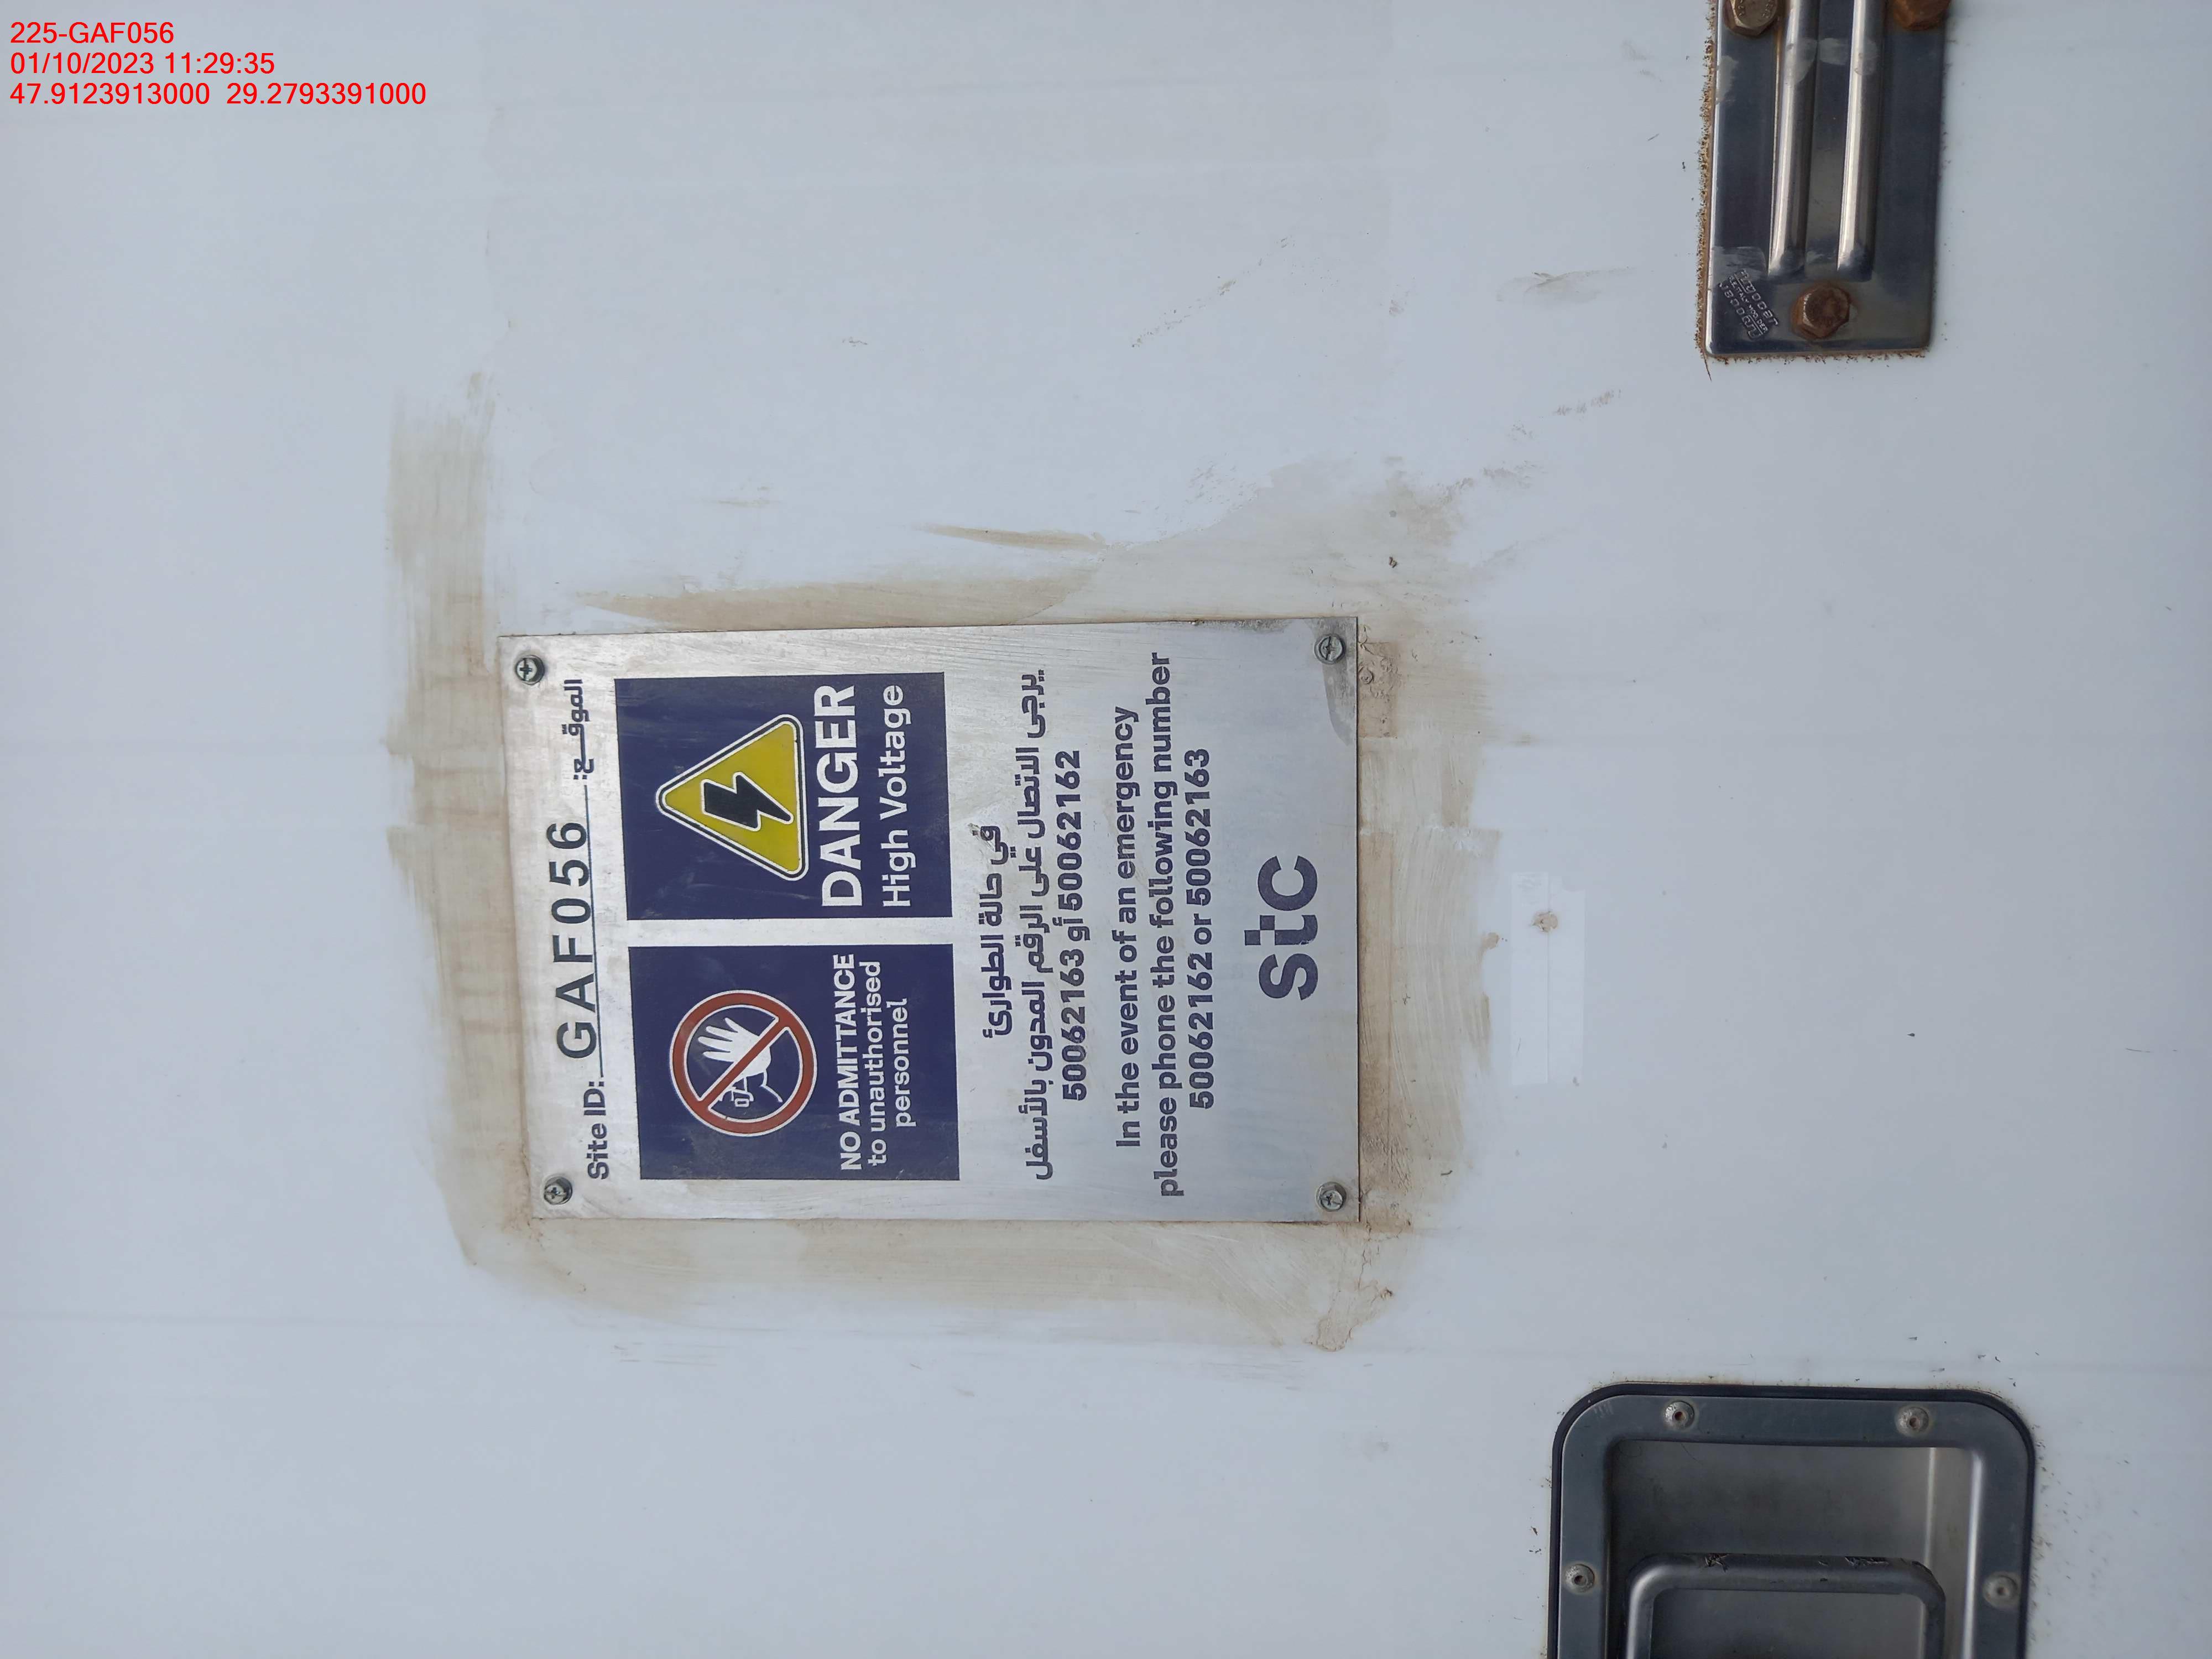 225-GAF056
01/10/2023 11:29:35
47.9123913000 29.2793391000
Site ID: GAF056 الموقع:
NO ADMITTANCE
to unauthorised
personnel
DANGER
High Voltage
في حالة الطوارئ
يرجى الاتصال على الرقم المدون بالأسفل
50062163 أو 50062162
In the event of an emergency
please phone the following number
50062162 or 50062163
stc